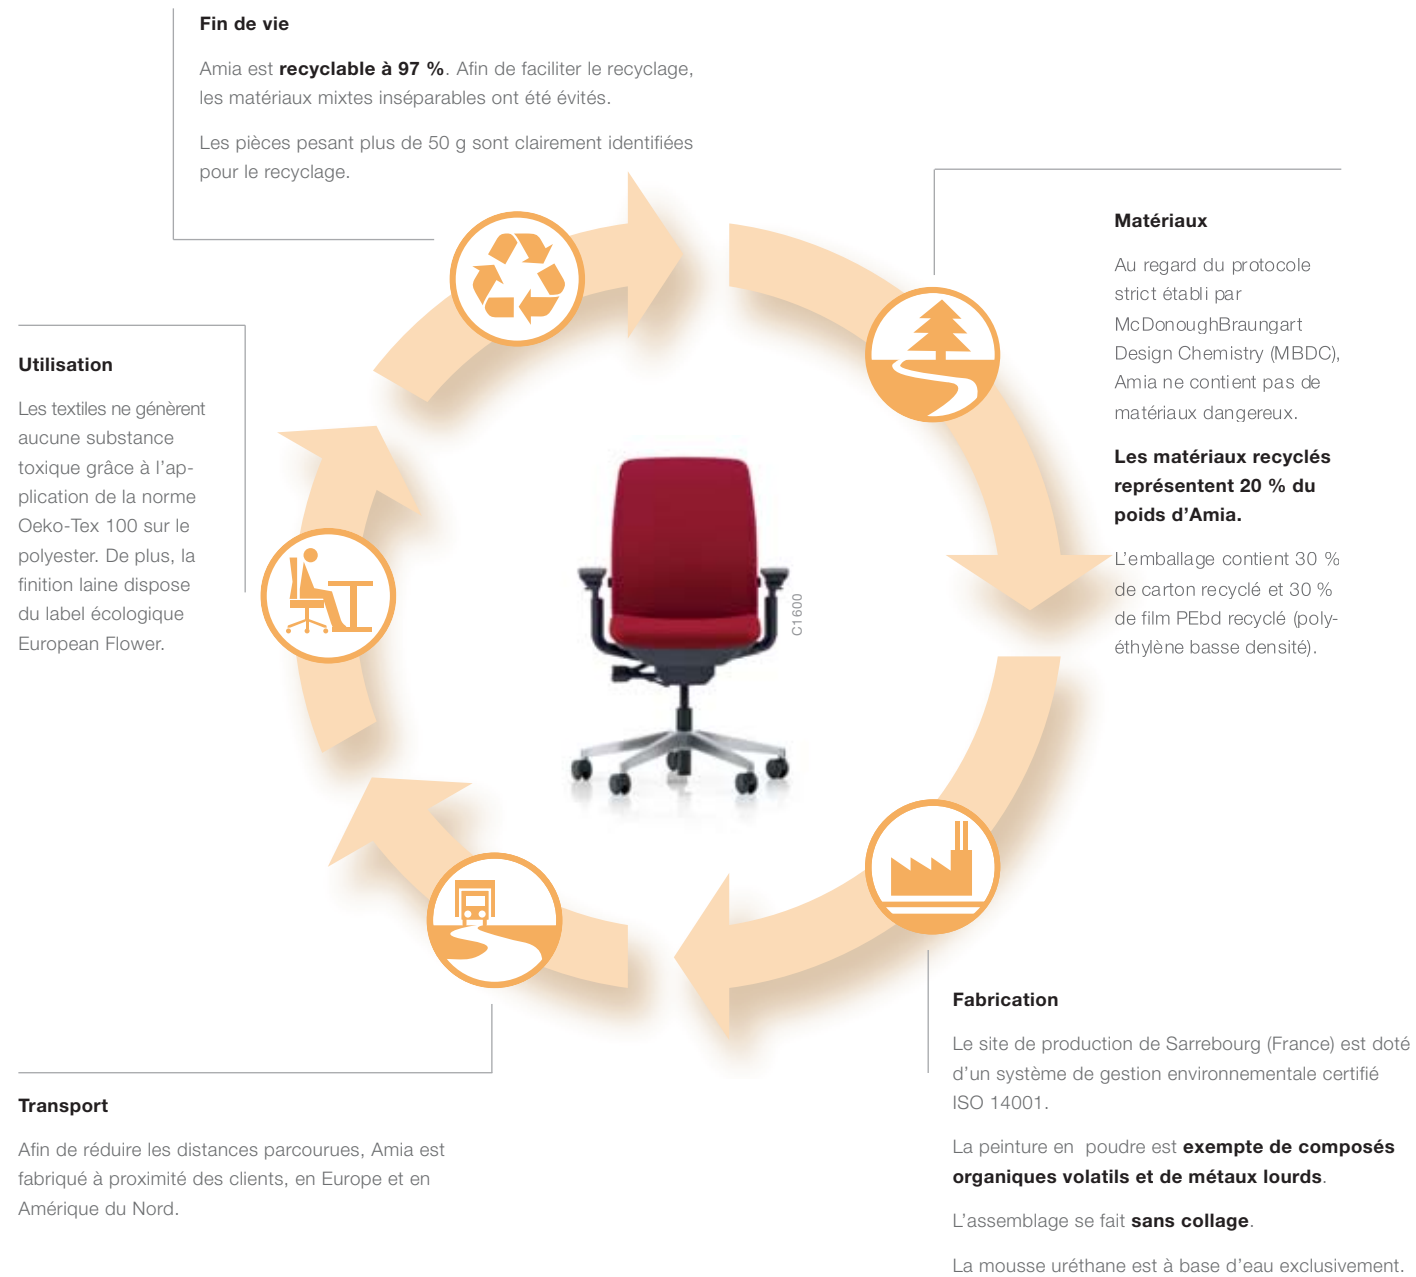 Fin de vie
Amia est recyclable à 97 %. Afin de faciliter le recyclage,
les matériaux mixtes inséparables ont été évités.
Les pièces pesant plus de 50 g sont clairement identifiées
pour le recyclage.
Matériaux
Au regard du protocole
strict établi par
McDonoughBraungart
Design Chemistry (MBDC),
Amia ne contient pas de
matériaux dangereux.
Les matériaux recyclés
représentent 20 % du
poids d’Amia.
L’emballage contient 30 %
de carton recyclé et 30 %
de film PEbd recyclé (poly-
éthylène basse densité).
Utilisation
Les textiles ne génèrent
aucune substance
toxique grâce à l’ap-
plication de la norme
Oeko-Tex 100 sur le
polyester. De plus, la
finition laine dispose
du label écologique
European Flower.
C1600
Fabrication
Le site de production de Sarrebourg (France) est doté
d’un système de gestion environnementale certifié
ISO 14001.
La peinture en poudre est exempte de composés
organiques volatils et de métaux lourds.
L’assemblage se fait sans collage.
La mousse uréthane est à base d’eau exclusivement.
Transport
Afin de réduire les distances parcourues, Amia est
fabriqué à proximité des clients, en Europe et en
Amérique du Nord.